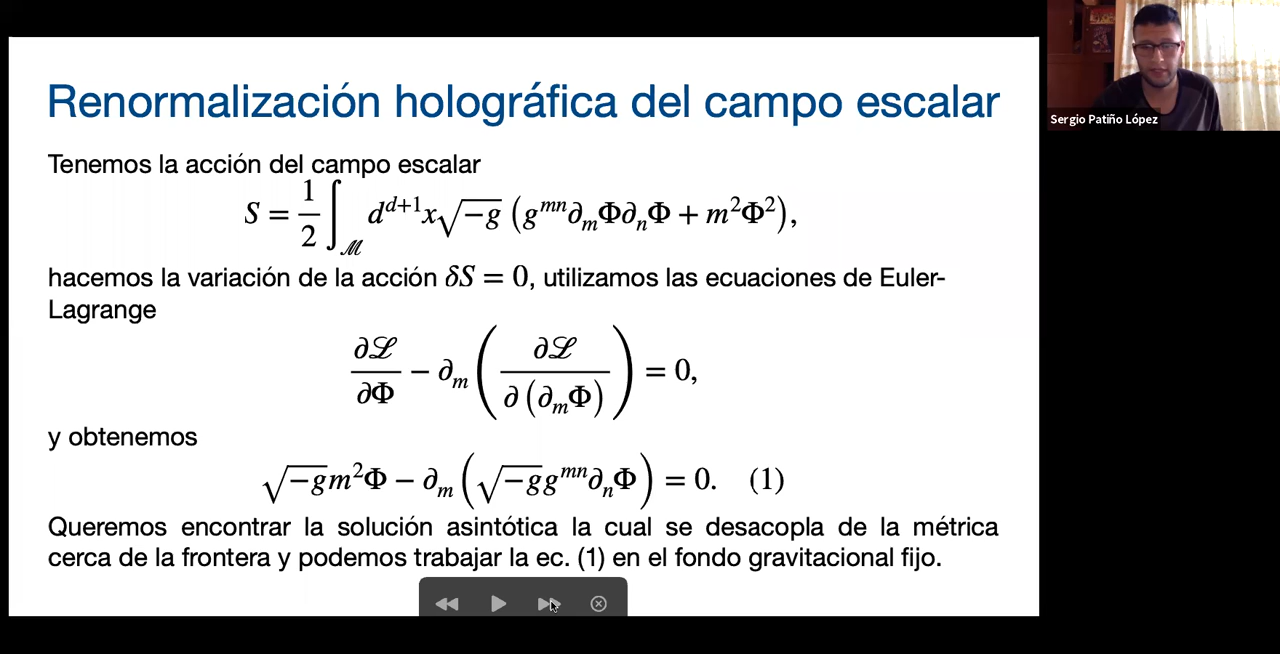 Renormalización holográfica del campo escalar
Tenemos la acción del campo escalar
S = \frac{1}{2} \int_{\mathcal{M}} d^{d+1}x \sqrt{-g} \left( g^{mn} \partial_m \Phi \partial_n \Phi + m^2 \Phi^2 \right),
hacemos la variación de la acción δS = 0, utilizamos las ecuaciones de Euler-
Lagrange
\frac{\partial \mathcal{L}}{\partial \Phi} - \partial_m \left( \frac{\partial \mathcal{L}}{\partial \left( \partial_m \Phi \right)} \right) = 0,
y obtenemos
\sqrt{-g} m^2 \Phi - \partial_m \left( \sqrt{-g} g^{mn} \partial_n \Phi \right) = 0. (1)
Queremos encontrar la solución asintótica la cual se desacopla de la métrica
cerca de la frontera y podemos trabajar la ec. (1) en el fondo gravitacional fijo.
Sergio Patiño López